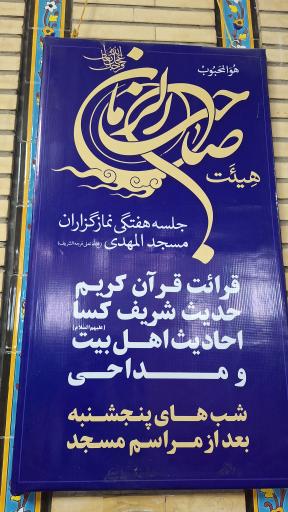 هوالمحبوب
هیئت
صاحب الزمان
جلسه هفتگی نمازگزاران
مسجد المهدی
قرائت قرآن کریم
حدیث شریف کسا
احادیث اهل بیت (علیهم‌السلام)
و مداحی
شب های پنجشنبه
بعد از مراسم مسجد